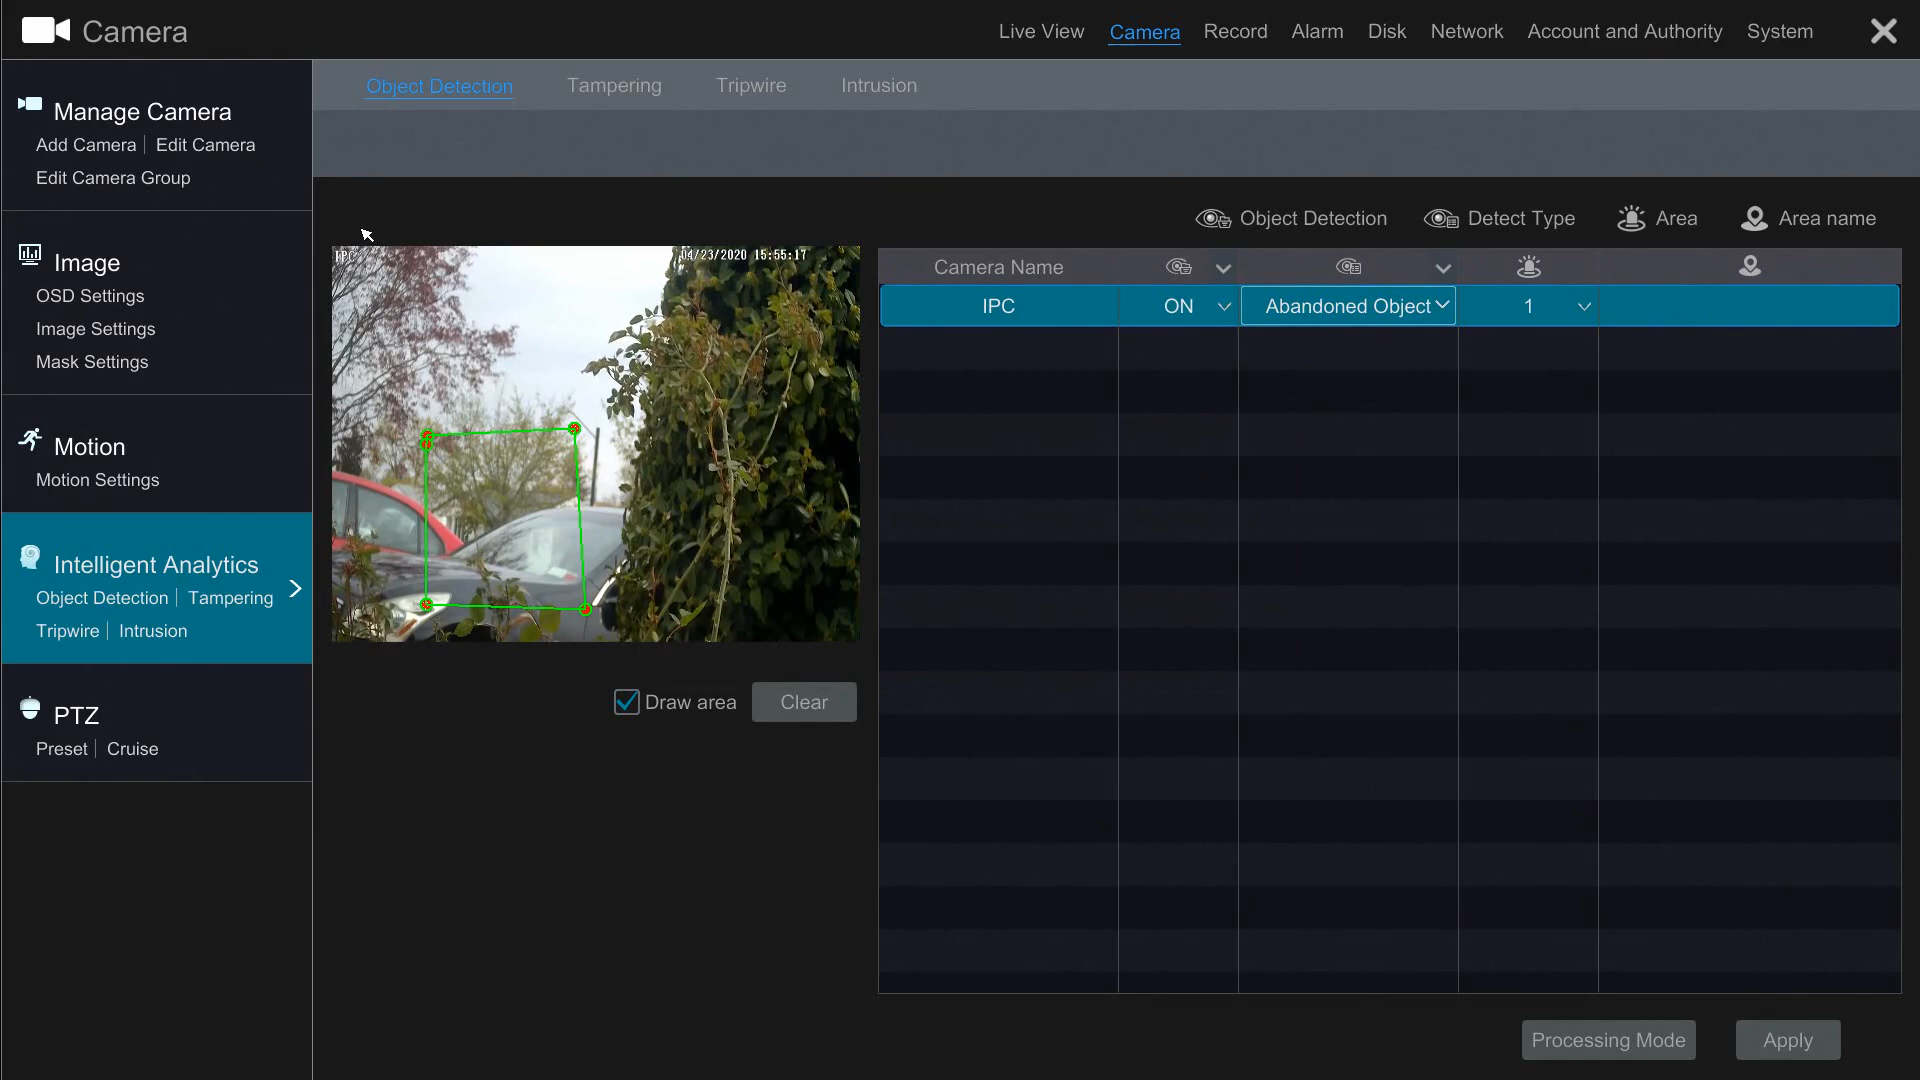 Camera
Live View Camera Record Alarm Disk Network Account and Authority System
Object Detection Tampering Tripwire Intrusion
Manage Camera
Add Camera Edit Camera
Edit Camera Group
Image
OSD Settings
Image Settings
Mask Settings
Motion
Motion Settings
Intelligent Analytics
Object Detection Tampering
Tripwire Intrusion
PTZ
Preset Cruise
IPC
04/23/2020 15:55:17
Draw area Clear
Object Detection Detect Type Area Area name
Camera Name
IPC ON Abandoned Object 1
Processing Mode Apply